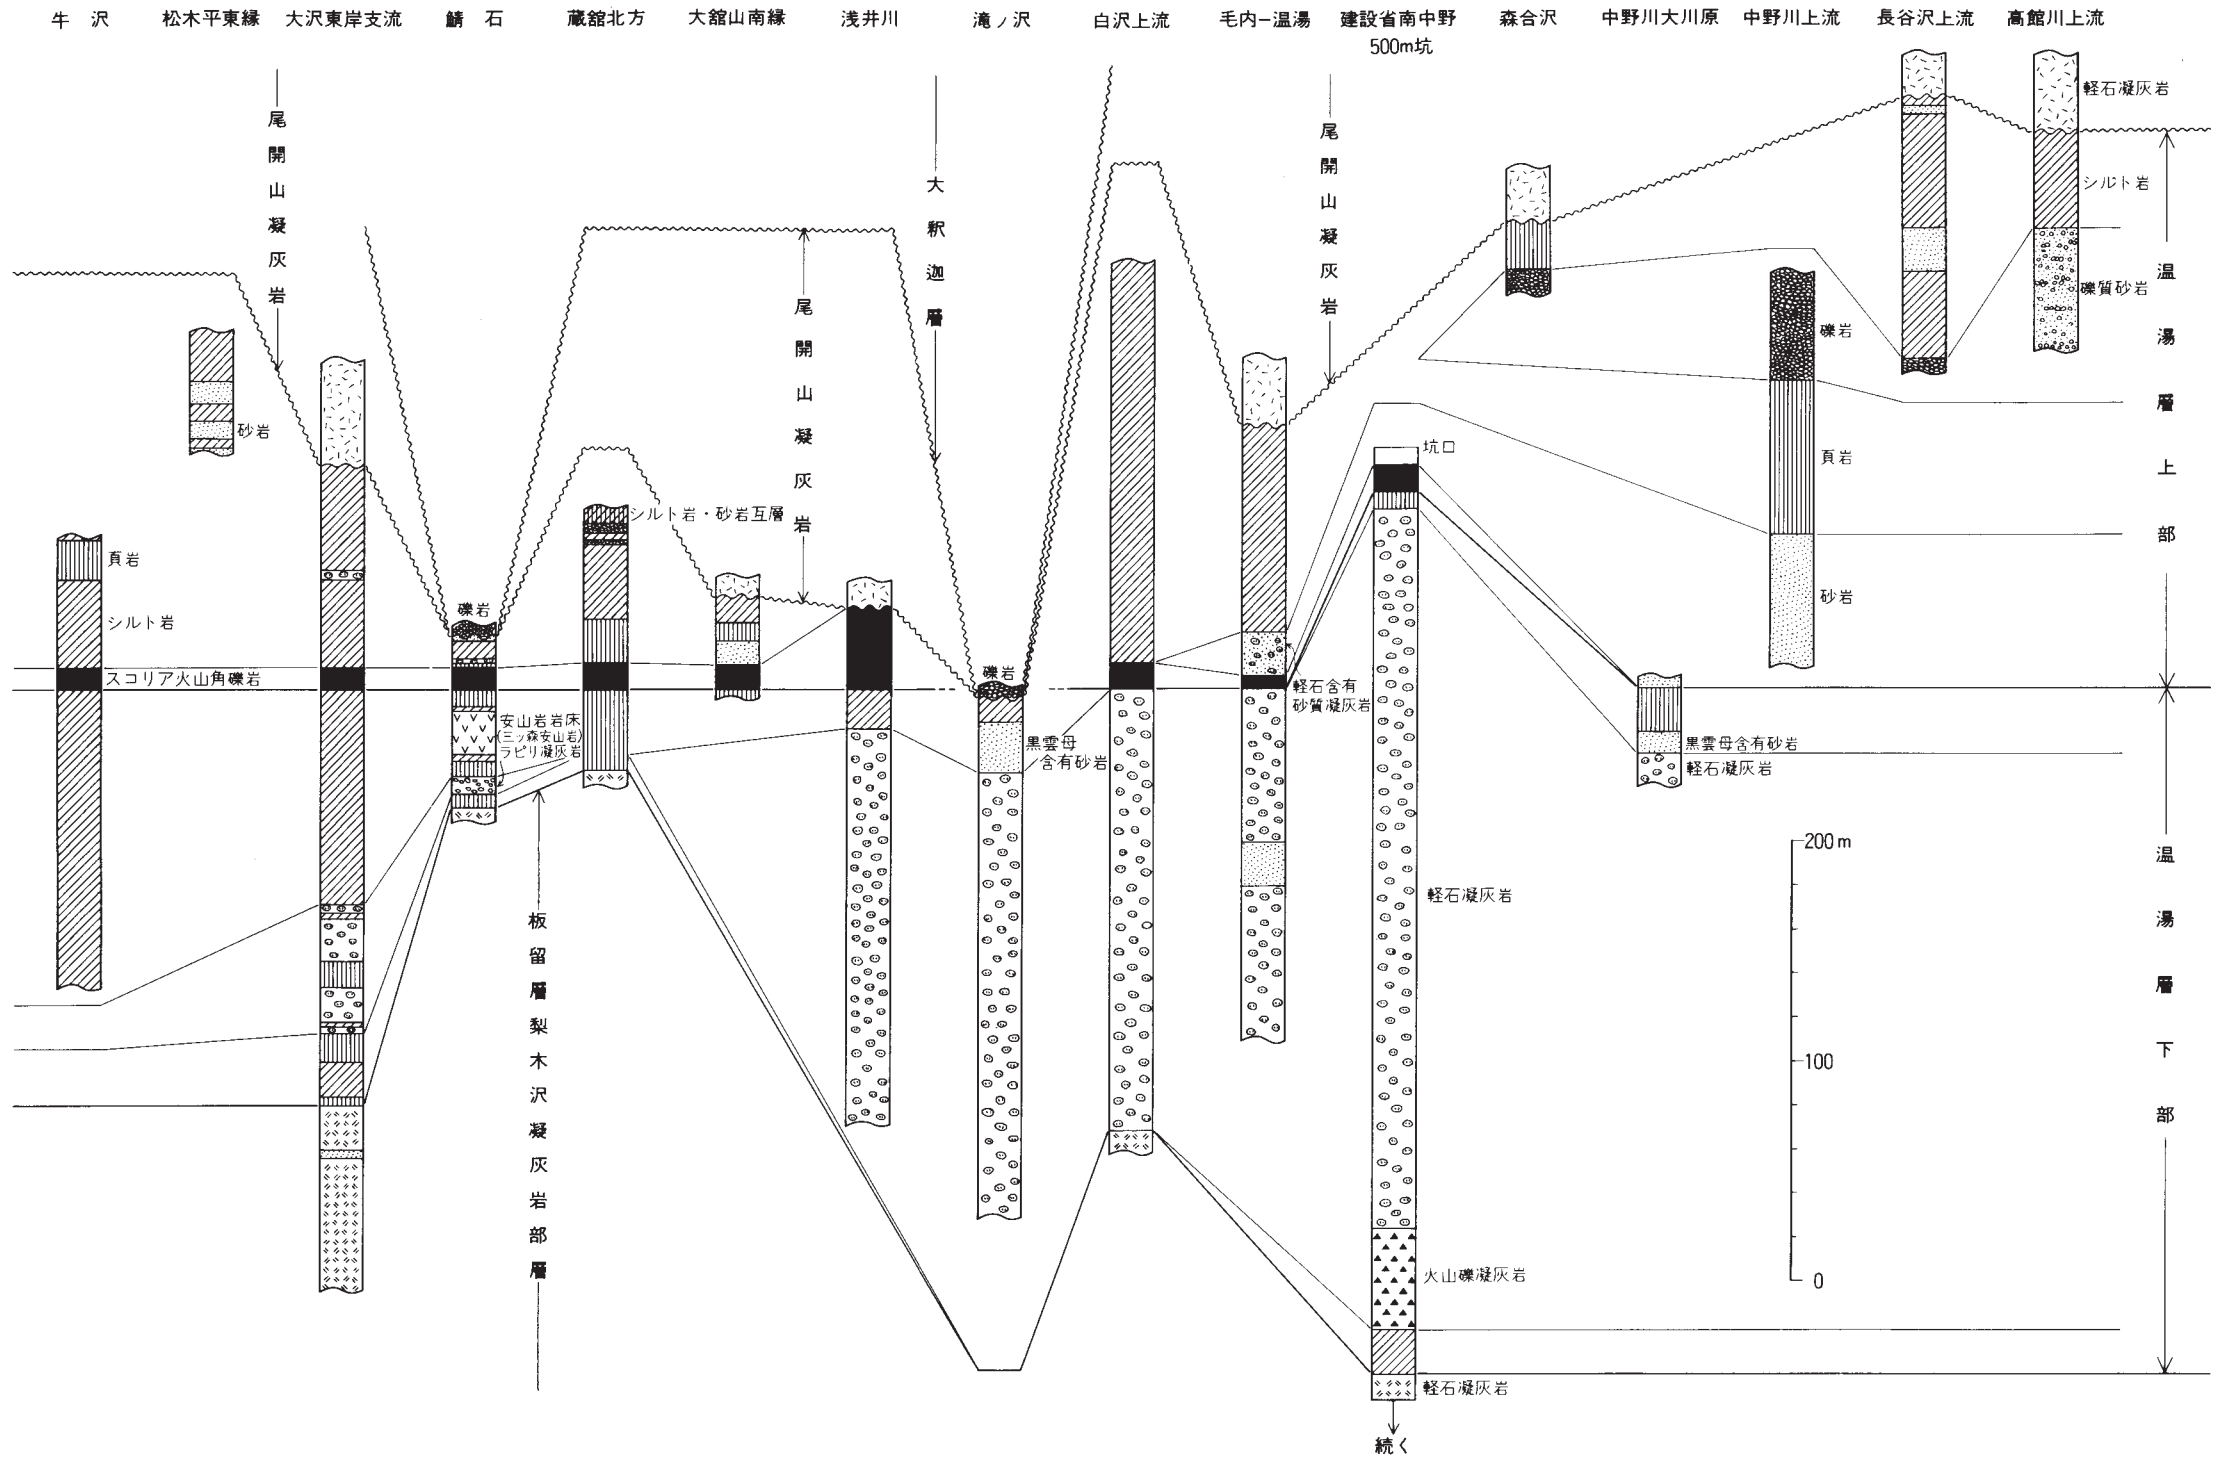 牛沢
松木平東縁
大沢東岸支流
鯖石
蔵舘北方
大舘山南縁
浅井川
滝ノ沢
白沢上流
毛内-温湯
建設省南中野
500m坑
森合沢
中野川大川原
中野川上流
長谷沢上流
高館川上流
尾開山凝灰岩
大釈迦層
尾開山凝灰岩
尾開山凝灰岩
軽石凝灰岩
シルト岩
礫質砂岩
温湯層上部
砂岩
礫岩
坑口
頁岩
シルト岩・砂岩互層
頁岩
シルト岩
礫岩
砂岩
スコリア火山角礫岩
礫岩
軽石含有
砂質凝灰岩
安山岩岩床
(三ッ森安山岩)
ラピリ凝灰岩
黒雲母
含有砂岩
黒雲母含有砂岩
軽石凝灰岩
200m
100
0
温湯層下部
板留層梨木沢凝灰岩部層
軽石凝灰岩
火山礫凝灰岩
軽石凝灰岩
続く